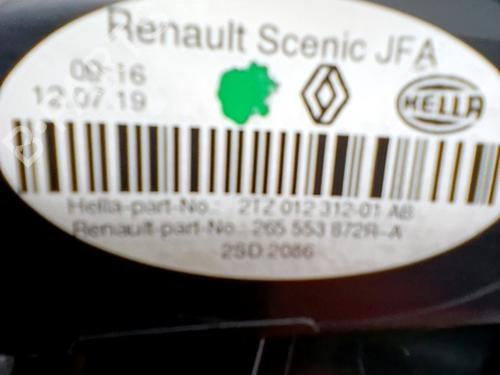 Renault Scenic JFA
09:16
12.07.19
HELLA
Hella-part-No.: 2TZ 012 312-01 AB
Renault-part-No.: 265 553 872R-A
2SD.2086